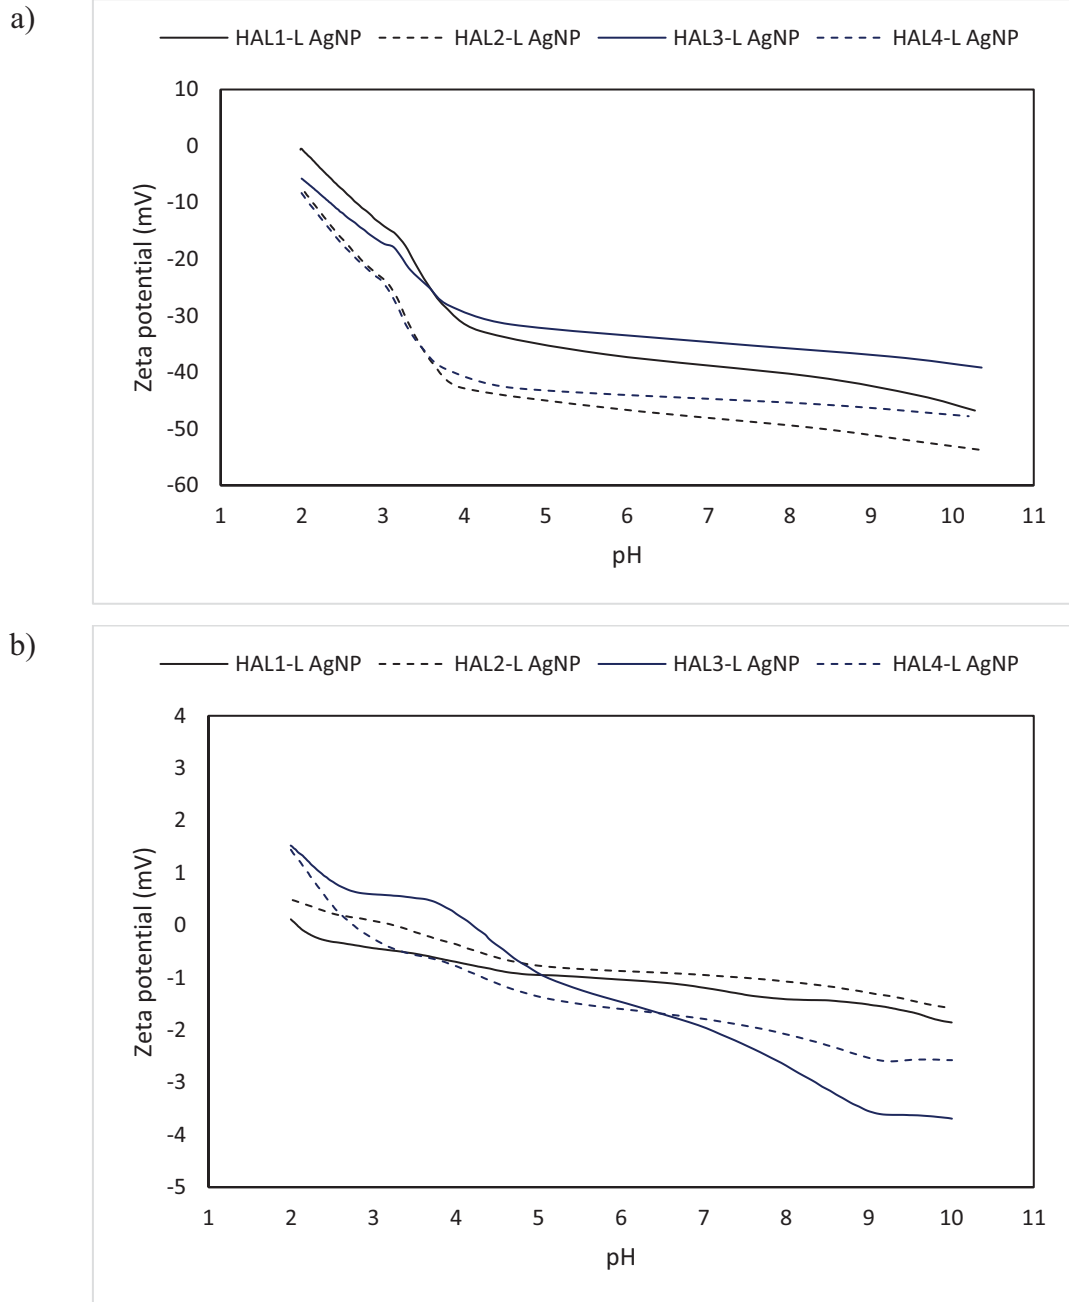 a)
HAL1-L AgNP HAL2-L AgNP HAL3-L AgNP HAL4-L AgNP
10
0
-10
-20
-30
-40
-50
-60
Zeta potential (mV)
1 2 3 4 5 6 7 8 9 10 11
pH
b)
HAL1-L AgNP HAL2-L AgNP HAL3-L AgNP HAL4-L AgNP
4
3
2
1
0
-1
-2
-3
-4
-5
Zeta potential (mV)
1 2 3 4 5 6 7 8 9 10 11
pH